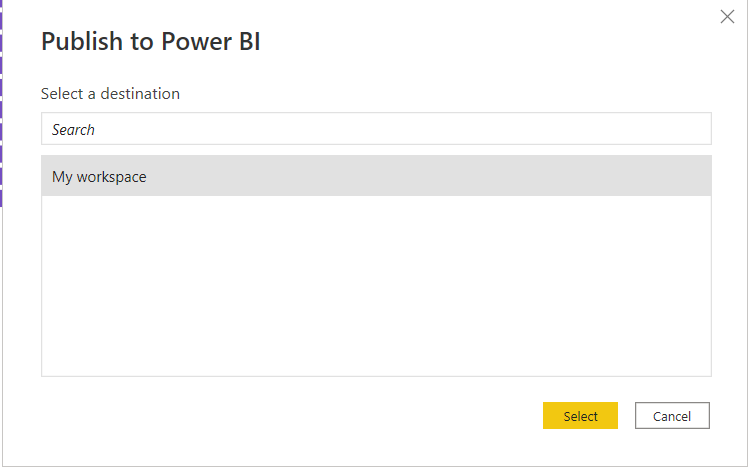 Publish to Power BI
Select a destination
Search
My workspace
Select
Cancel